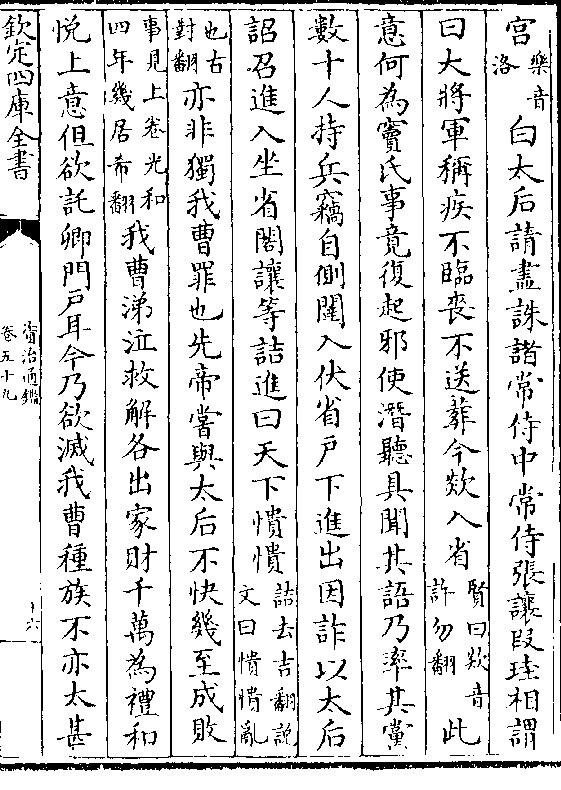 宫樂音洛白太后請盡誅諸常侍中常侍張讓段珪相謂
曰大將軍稱疾不臨喪不送葬今欻入省賢曰欻音許勿翻此
意何為竇氏事竟復起邪使潛聽具聞其語乃率其黨
數十人持兵竊自側闥入伏省戸下進出因詐以太后
詔召進入坐省閤讓等詰進曰天下憒憒詰去吉翻說文曰憒憒亂
也古對翻亦非獨我曹罪也先帝嘗與太后不快幾至成敗
事見上卷光和四年幾居希翻我曹涕泣救解各出家財千萬為禮和
悅上意但欲託卿門戸耳今乃欲滅我曹種族不亦太甚
欽定四庫全書
資治通鑑
卷五十九
十六